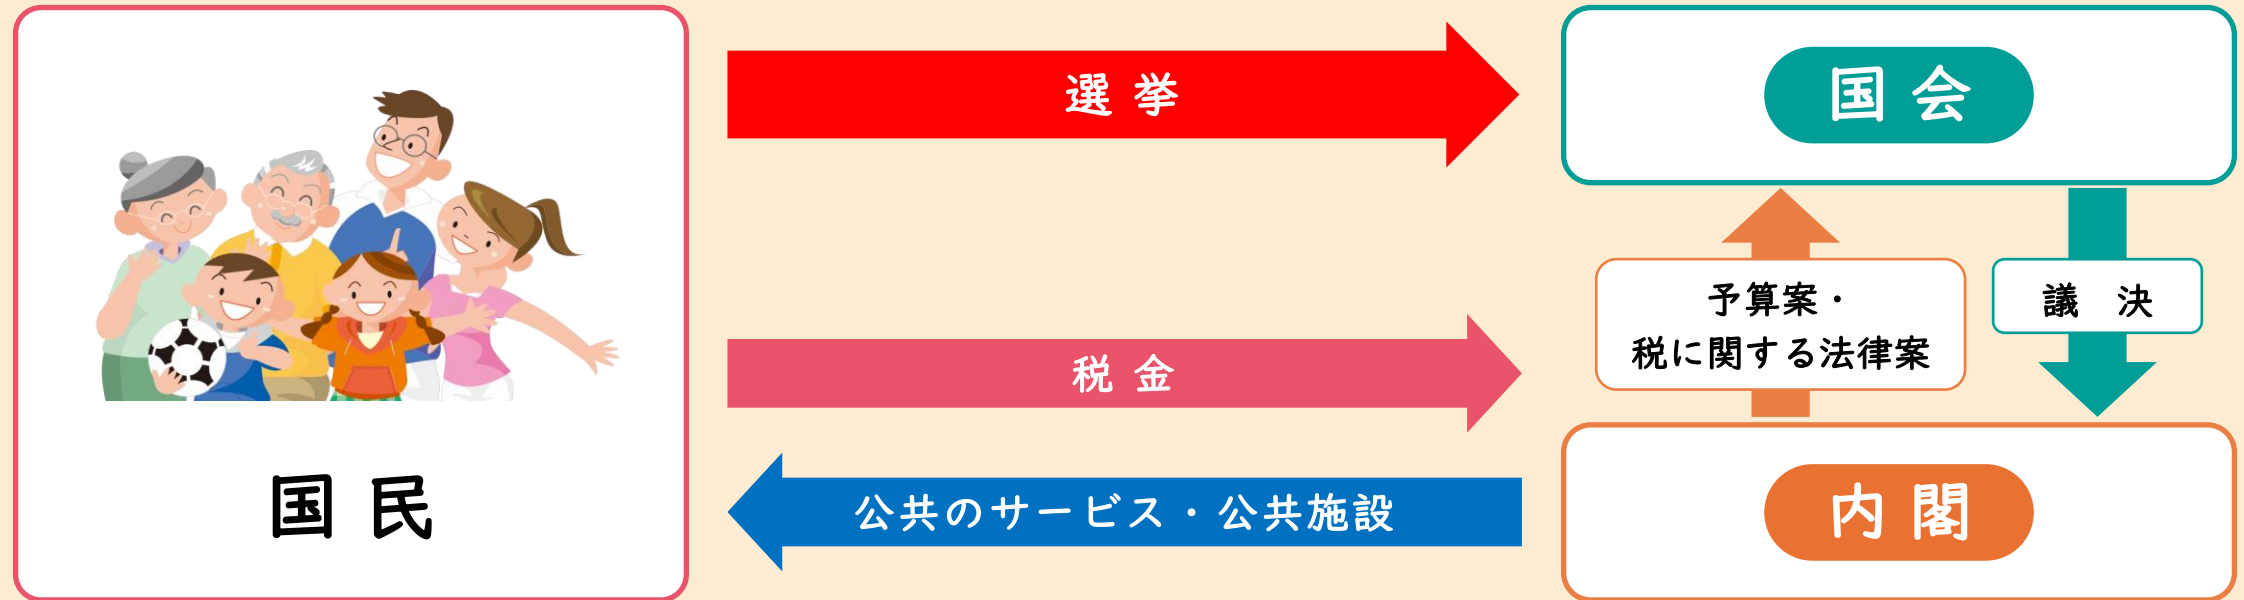 選挙
国会
予算案・
税に関する法律案
議決
税金
公共のサービス・公共施設
国民
内閣